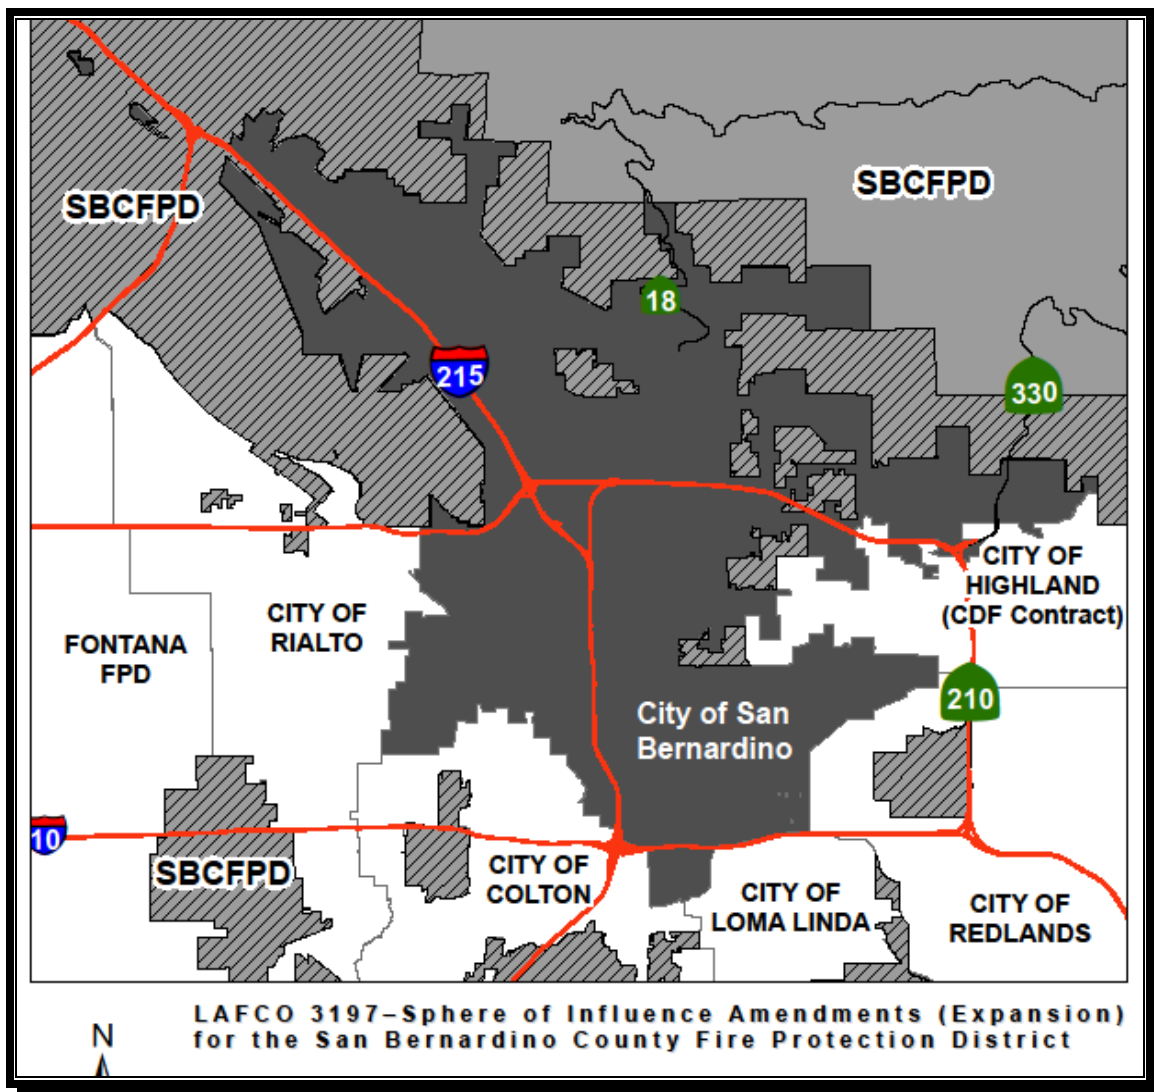 SBCFPD
SBCFPD
18
215
330
CITY OF
HIGHLAND
(CDF Contract)
CITY OF
RIALTO
FONTANA
FPD
210
City of San
Bernardino
10
SBCFPD
CITY OF
COLTON
CITY OF
LOMA LINDA
CITY OF
REDLANDS
LAFCO 3197–Sphere of Influence Amendments (Expansion)
for the San Bernardino County Fire Protection District
N